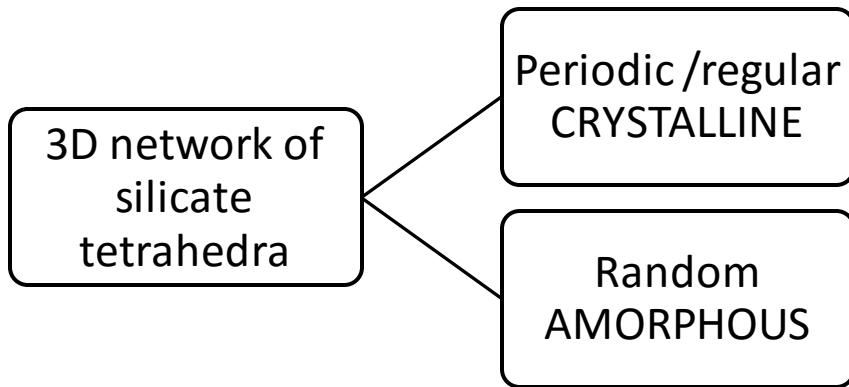 3D network of
silicate
tetrahedra
Periodic /regular
CRYSTALLINE
Random
AMORPHOUS